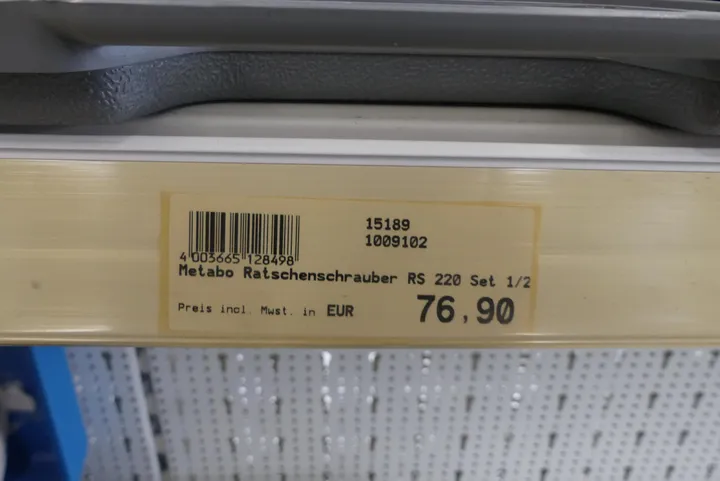 15189
1009102
4 003665 128498
Metabo Ratschenschrauber RS 220 Set 1/2
Preis incl. Mwst. in EUR 76,90